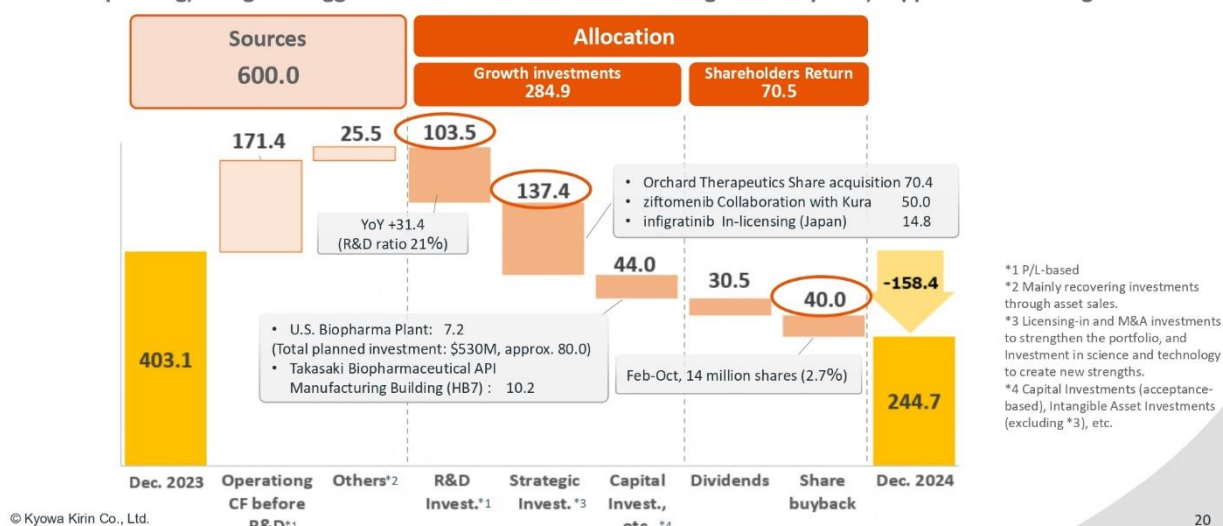 Sources
600.0
Allocation
Growth investments
284.9
Shareholders Return
70.5
171.4
25.5
103.5
137.4
44.0
30.5
40.0
-158.4
403.1
244.7
YoY +31.4
(R&D ratio 21%)
• Orchard Therapeutics Share acquisition 70.4
• ziftomenib Collaboration with Kura 50.0
• infigratinib In-licensing (Japan) 14.8
• U.S. Biopharma Plant: 7.2
(Total planned investment: $530M, approx. 80.0)
• Takasaki Biopharmaceutical API
Manufacturing Building (HB7) : 10.2
Feb-Oct, 14 million shares (2.7%)
*1 P/L-based
*2 Mainly recovering investments
through asset sales.
*3 Licensing-in and M&A investments
to strengthen the portfolio, and
Investment in science and technology
to create new strengths.
*4 Capital Investments (acceptance-
based), Intangible Asset Investments
(excluding *3), etc.
Dec. 2023
Operationg
CF before
R&D*1
Others*2
R&D
Invest.*1
Strategic
Invest. *3
Capital
Invest.,
etc. *4
Dividends
Share
buyback
Dec. 2024
© Kyowa Kirin Co., Ltd.
20